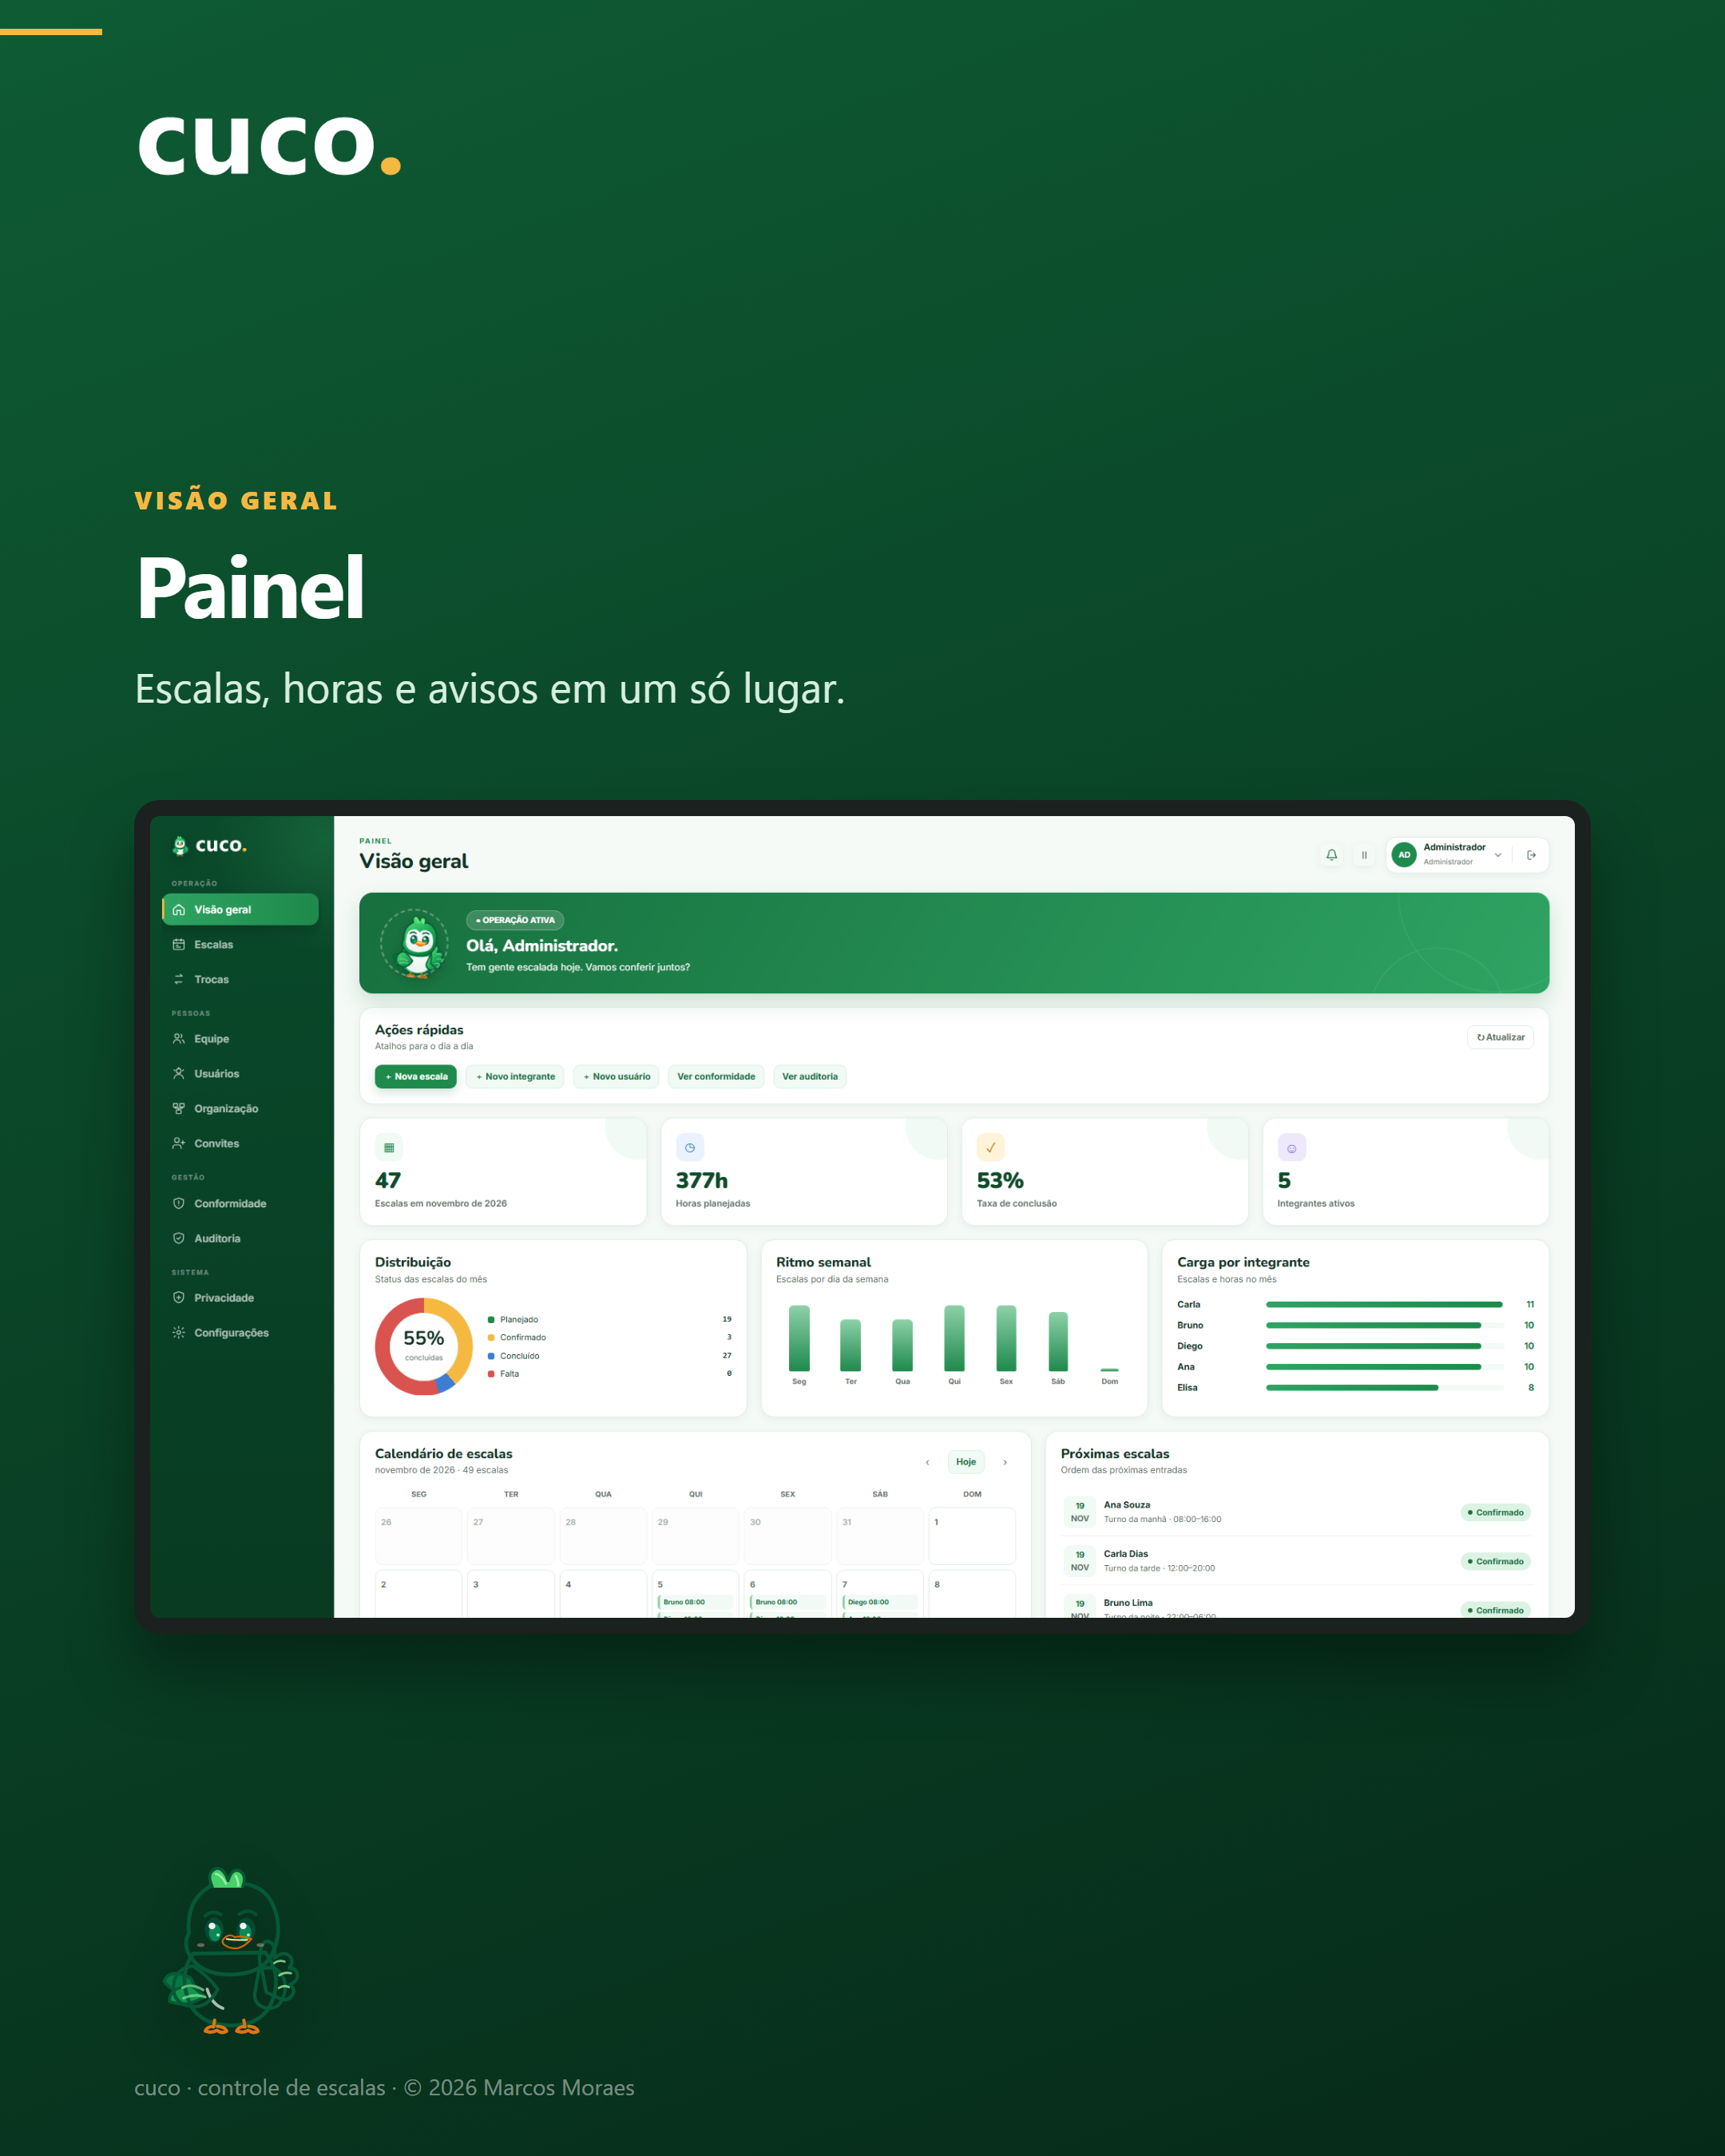 cuco.
VISÃO GERAL
Painel
Escalas, horas e avisos em um só lugar.
cuco.
OPERAÇÃO
Visão geral
Escalas
Trocas
PESSOAS
Equipe
Usuários
Organização
Convites
GESTÃO
Conformidade
Auditoria
SISTEMA
Privacidade
Configurações
PAINEL
Visão geral
AD
Administrador
Administrador
• OPERAÇÃO ATIVA
Olá, Administrador.
Tem gente escalada hoje. Vamos conferir juntos?
Ações rápidas
Atalhos para o dia a dia
↻ Atualizar
+ Nova escala
+ Novo integrante
+ Novo usuário
Ver conformidade
Ver auditoria
47
Escalas em novembro de 2026
377h
Horas planejadas
53%
Taxa de conclusão
5
Integrantes ativos
Distribuição
Status das escalas do mês
55%
concluídas
Planejado 19
Confirmado 3
Concluído 27
Falta 0
Ritmo semanal
Escalas por dia da semana
Seg Ter Qua Qui Sex Sáb Dom
Carga por integrante
Escalas e horas no mês
Carla 11
Bruno 10
Diego 10
Ana 10
Elisa 8
Calendário de escalas
novembro de 2026 · 49 escalas
‹ Hoje ›
SEG TER QUA QUI SEX SÁB DOM
26 27 28 29 30 31 1
2 3 4 5 6 7 8
Bruno 08:00 Bruno 08:00 Diego 08:00
Próximas escalas
Ordem das próximas entradas
19 NOV
Ana Souza
Turno da manhã · 08:00–16:00
Confirmado
19 NOV
Carla Dias
Turno da tarde · 12:00–20:00
Confirmado
19 NOV
Bruno Lima
Turno da noite · 22:00–06:00
Confirmado
cuco · controle de escalas · © 2026 Marcos Moraes